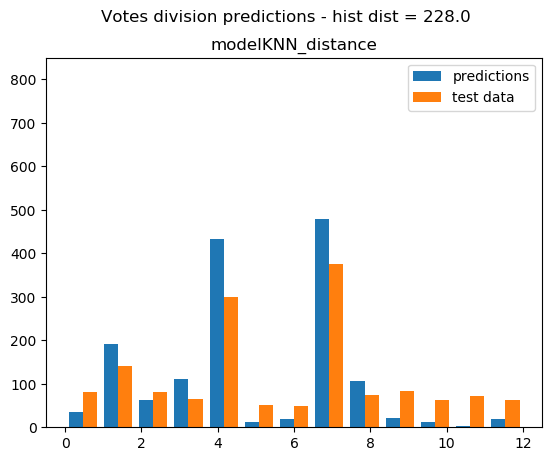 Votes division predictions - hist dist = 228.0
modelKNN_distance
predictions
test data
800
700
600
500
400
300
200
100
0
0 2 4 6 8 10 12